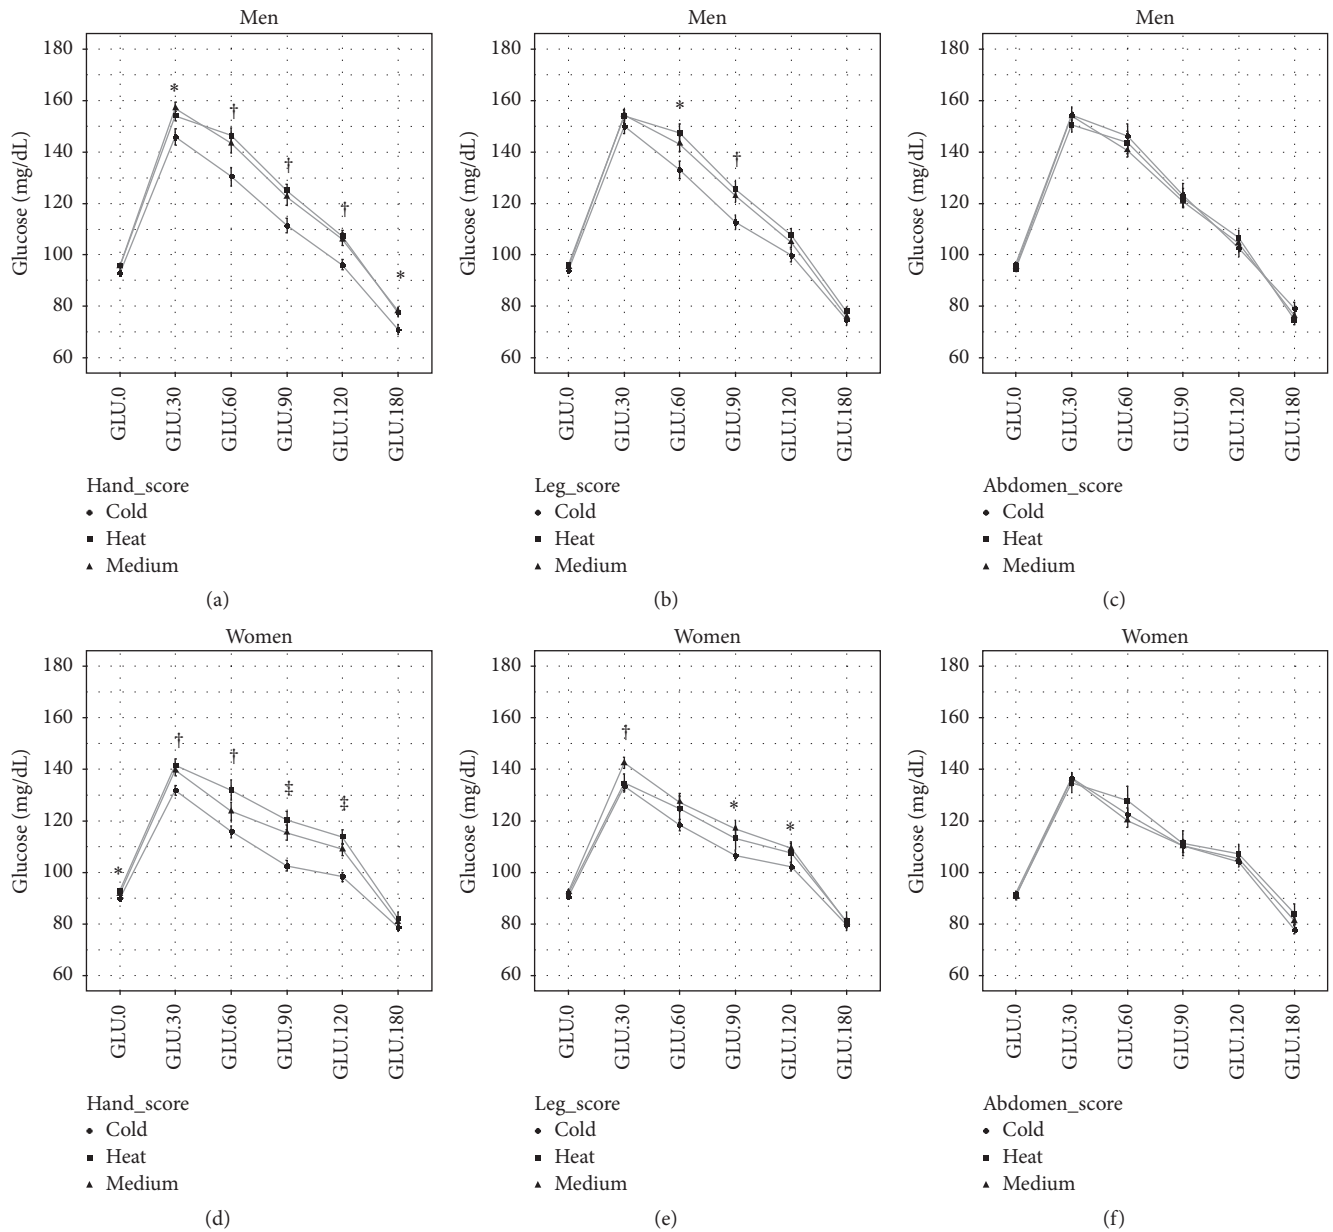 Men
Glucose (mg/dL)
180
160
140
120
100
80
60
*
†
†
†
*
GLU.0
GLU.30
GLU.60
GLU.90
GLU.120
GLU.180
Hand_score
Cold
Heat
Medium
(a)
Men
Glucose (mg/dL)
180
160
140
120
100
80
60
*
†
GLU.0
GLU.30
GLU.60
GLU.90
GLU.120
GLU.180
Leg_score
Cold
Heat
Medium
(b)
Men
Glucose (mg/dL)
180
160
140
120
100
80
60
GLU.0
GLU.30
GLU.60
GLU.90
GLU.120
GLU.180
Abdomen_score
Cold
Heat
Medium
(c)
Women
Glucose (mg/dL)
180
160
140
120
100
80
60
*
†
†
‡
‡
GLU.0
GLU.30
GLU.60
GLU.90
GLU.120
GLU.180
Hand_score
Cold
Heat
Medium
(d)
Women
Glucose (mg/dL)
180
160
140
120
100
80
60
†
*
*
GLU.0
GLU.30
GLU.60
GLU.90
GLU.120
GLU.180
Leg_score
Cold
Heat
Medium
(e)
Women
Glucose (mg/dL)
180
160
140
120
100
80
60
GLU.0
GLU.30
GLU.60
GLU.90
GLU.120
GLU.180
Abdomen_score
Cold
Heat
Medium
(f)